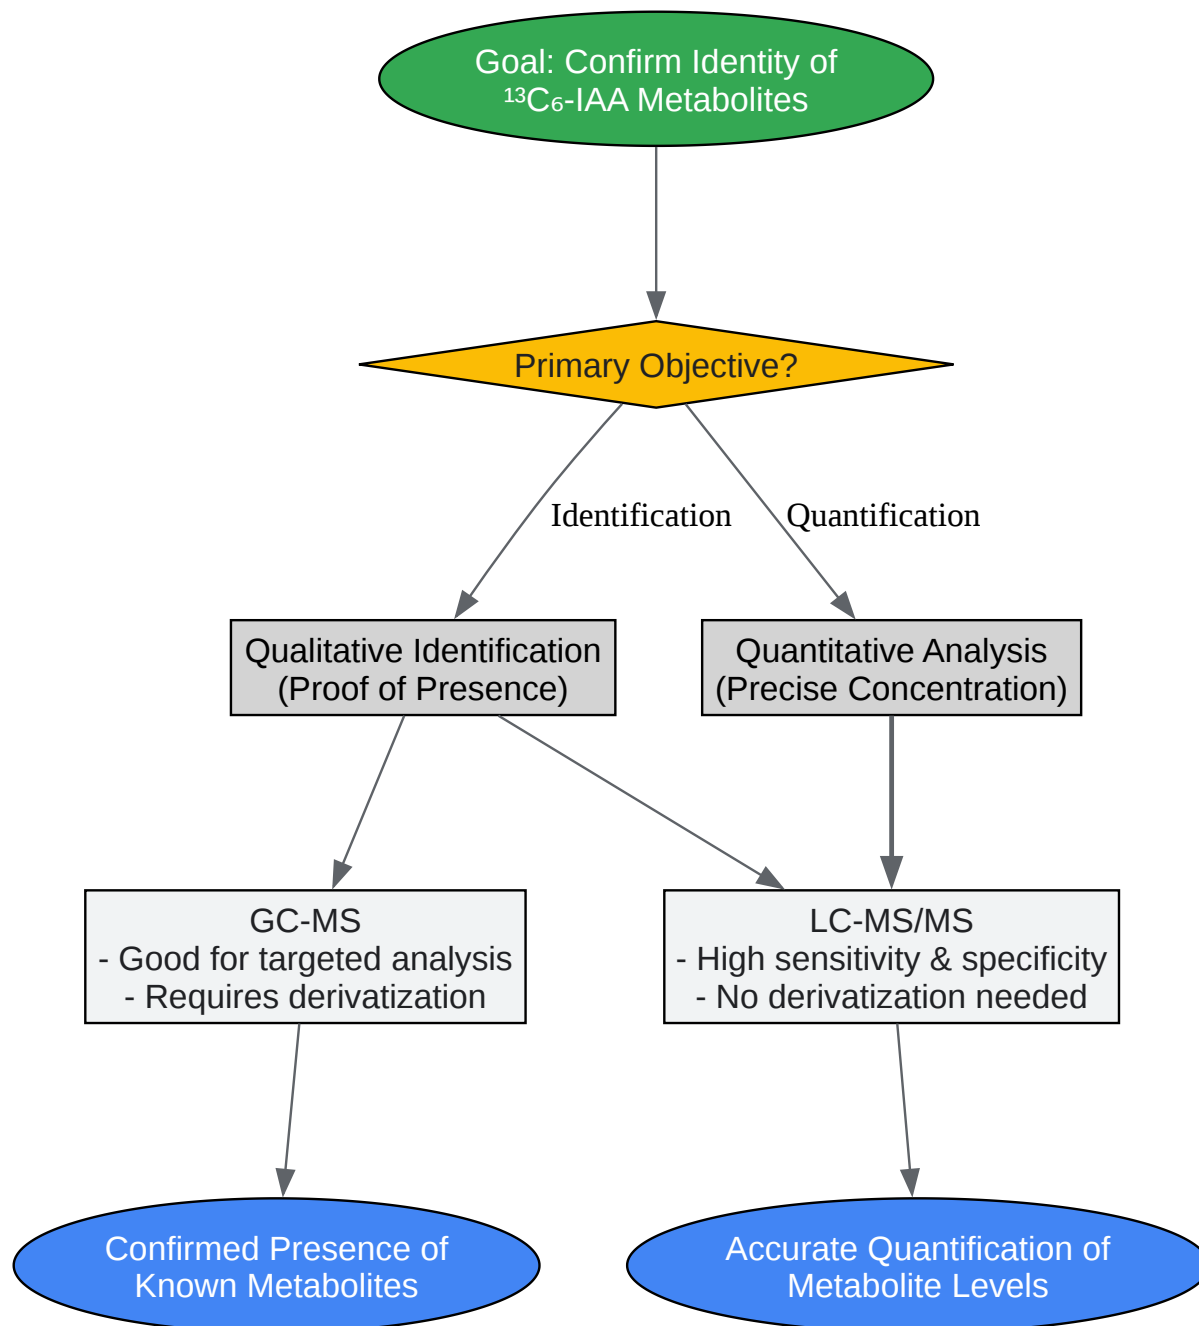 Goal: Confirm Identity of
¹³C₆-IAA Metabolites
Primary Objective?
Identification
Quantification
Qualitative Identification
(Proof of Presence)
Quantitative Analysis
(Precise Concentration)
GC-MS
- Good for targeted analysis
- Requires derivatization
LC-MS/MS
- High sensitivity & specificity
- No derivatization needed
Confirmed Presence of
Known Metabolites
Accurate Quantification of
Metabolite Levels